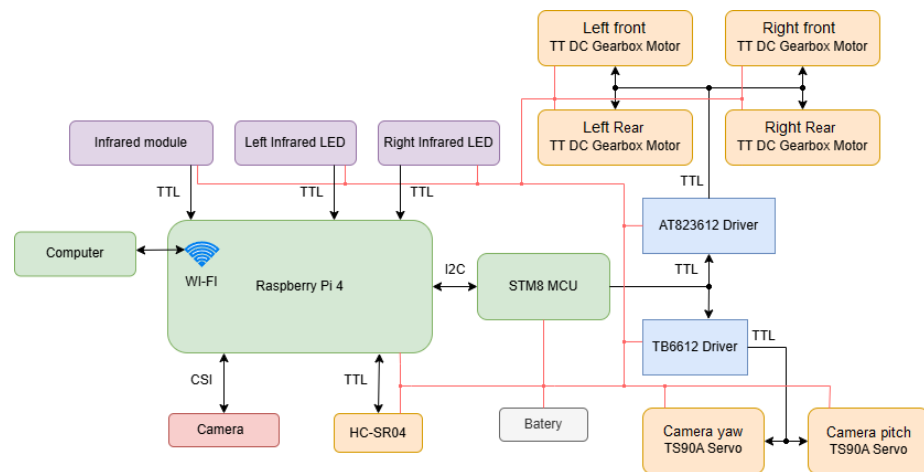 Left front
TT DC Gearbox Motor
Right front
TT DC Gearbox Motor
Left Rear
TT DC Gearbox Motor
Right Rear
TT DC Gearbox Motor
Infrared module
Left Infrared LED
Right Infrared LED
TTL
TTL
TTL
TTL
AT823612 Driver
Computer
WI-FI
Raspberry Pi 4
I2C
STM8 MCU
TTL
TB6612 Driver
TTL
CSI
TTL
Camera
HC-SR04
Batery
Camera yaw
TS90A Servo
Camera pitch
TS90A Servo